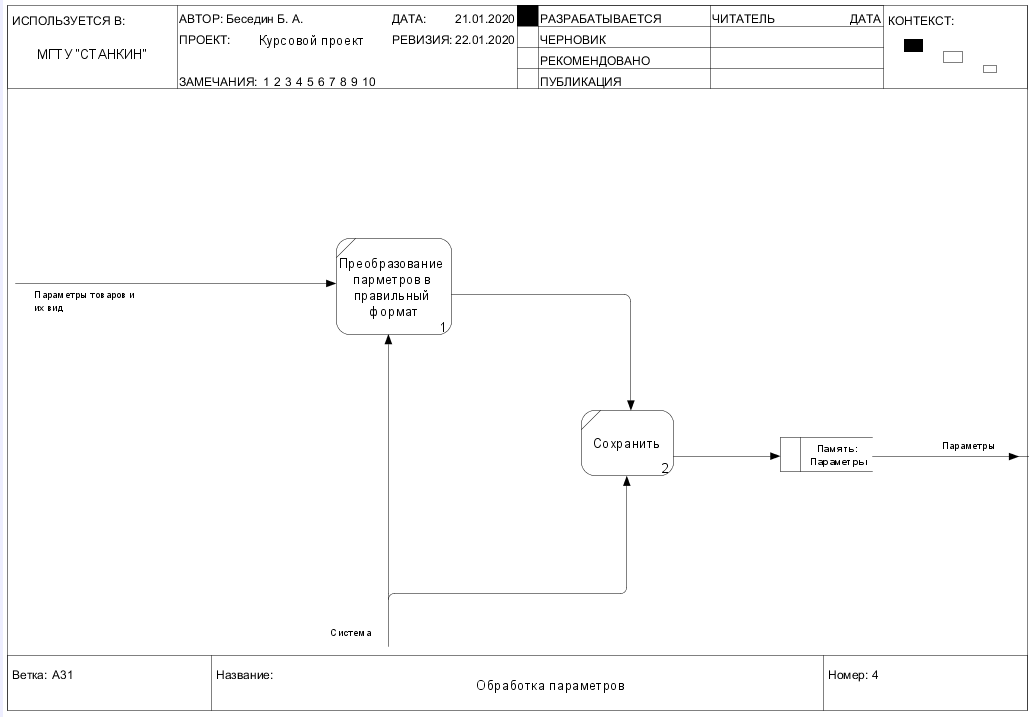 ИСПОЛЬЗУЕТСЯ В:
МГТУ "СТАНКИН"
АВТОР: Беседин Б. А.
ДАТА: 21.01.2020
ПРОЕКТ: Курсовой проект
РЕВИЗИЯ: 22.01.2020
ЗАМЕЧАНИЯ: 1 2 3 4 5 6 7 8 9 10
РАЗРАБАТЫВАЕТСЯ
ЧЕРНОВИК
РЕКОМЕНДОВАНО
ПУБЛИКАЦИЯ
ЧИТАТЕЛЬ ДАТА
КОНТЕКСТ:
Преобразование
парметров в
правильный
формат
1
Параметры товаров и
их вид
Сохранить
2
Память:
Параметры
Параметры
Система
Ветка: A31
Название:
Обработка параметров
Номер: 4